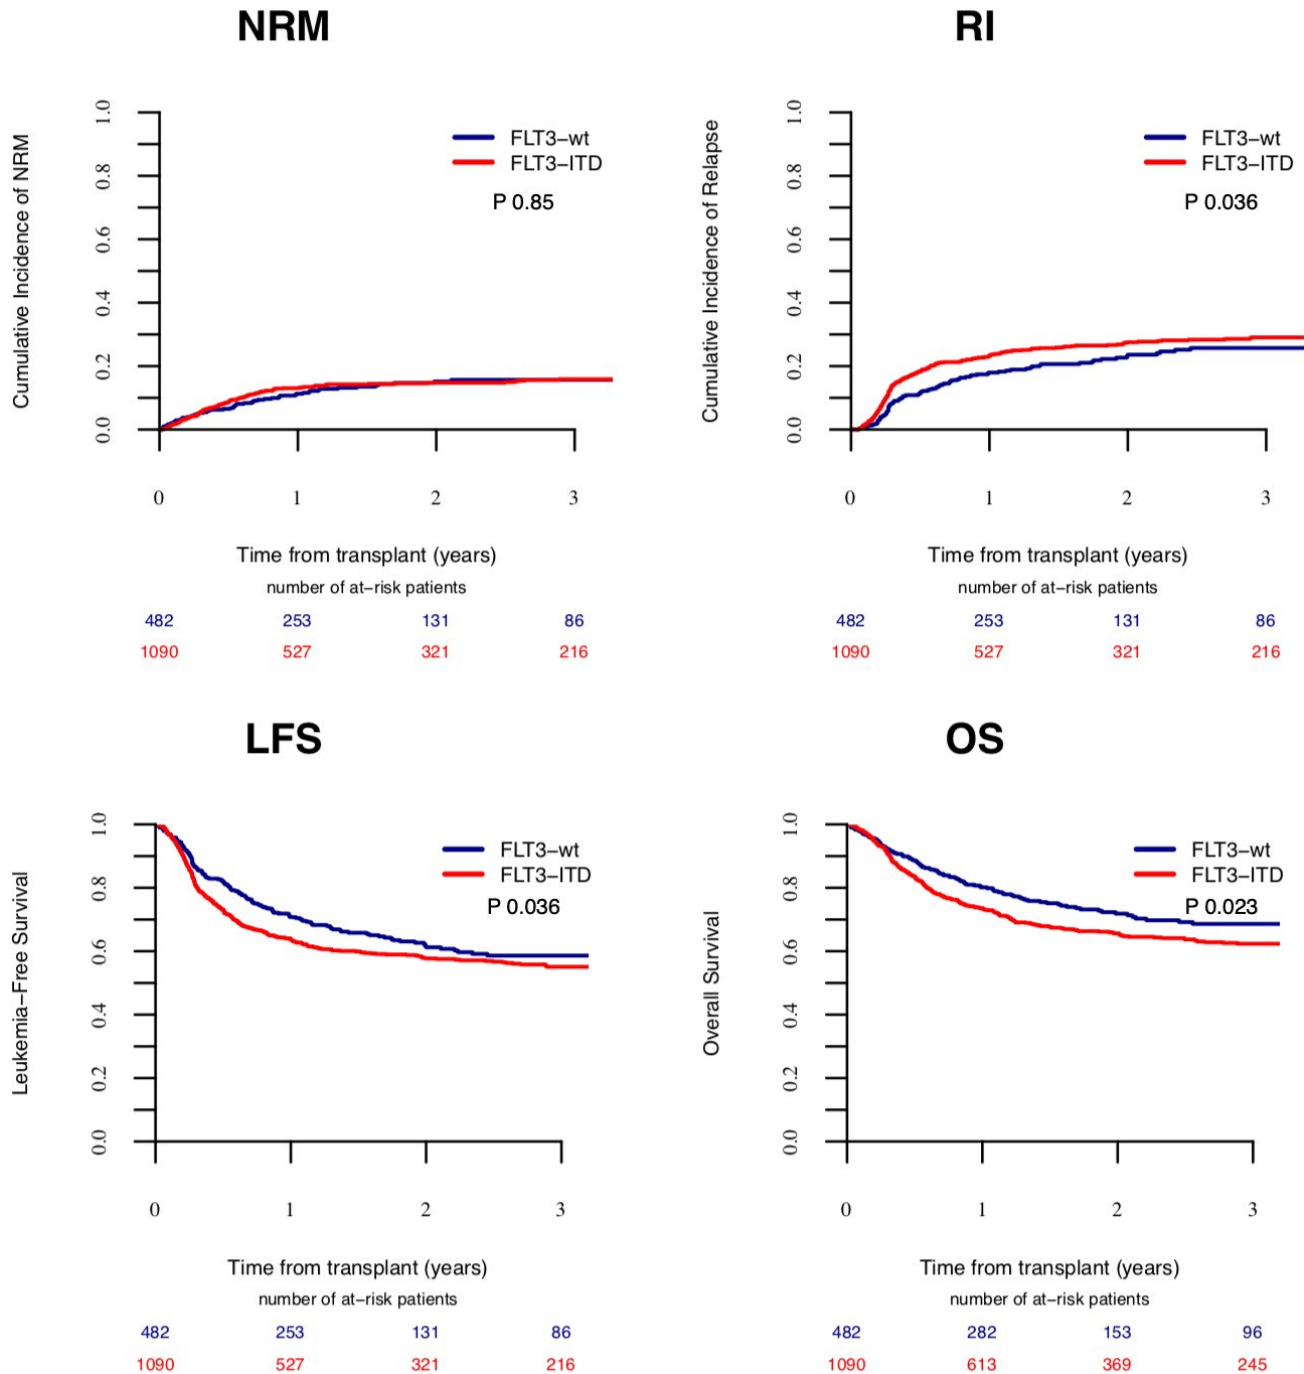 NRM
Cumulative Incidence of NRM
1.0
0.8
0.6
0.4
0.2
0.0
FLT3-wt
FLT3-ITD
P 0.85
0 1 2 3
Time from transplant (years)
number of at-risk patients
482 253 131 86
1090 527 321 216
RI
Cumulative Incidence of Relapse
1.0
0.8
0.6
0.4
0.2
0.0
FLT3-wt
FLT3-ITD
P 0.036
0 1 2 3
Time from transplant (years)
number of at-risk patients
482 253 131 86
1090 527 321 216
LFS
Leukemia-Free Survival
1.0
0.8
0.6
0.4
0.2
0.0
FLT3-wt
FLT3-ITD
P 0.036
0 1 2 3
Time from transplant (years)
number of at-risk patients
482 253 131 86
1090 527 321 216
OS
Overall Survival
1.0
0.8
0.6
0.4
0.2
0.0
FLT3-wt
FLT3-ITD
P 0.023
0 1 2 3
Time from transplant (years)
number of at-risk patients
482 282 153 96
1090 613 369 245